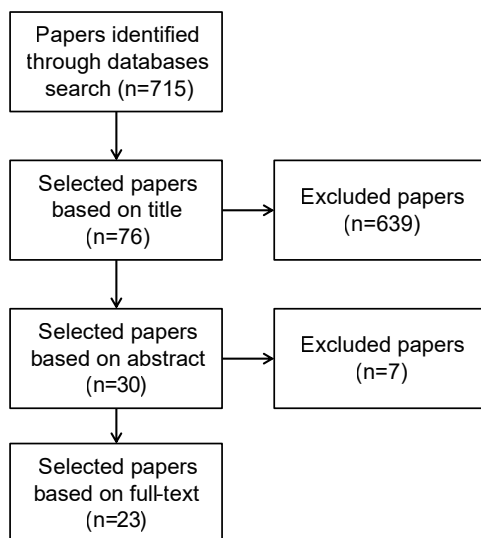 Papers identified
through databases
search (n=715)
Selected papers
based on title
(n=76)
Excluded papers
(n=639)
Selected papers
based on abstract
(n=30)
Excluded papers
(n=7)
Selected papers
based on full-text
(n=23)